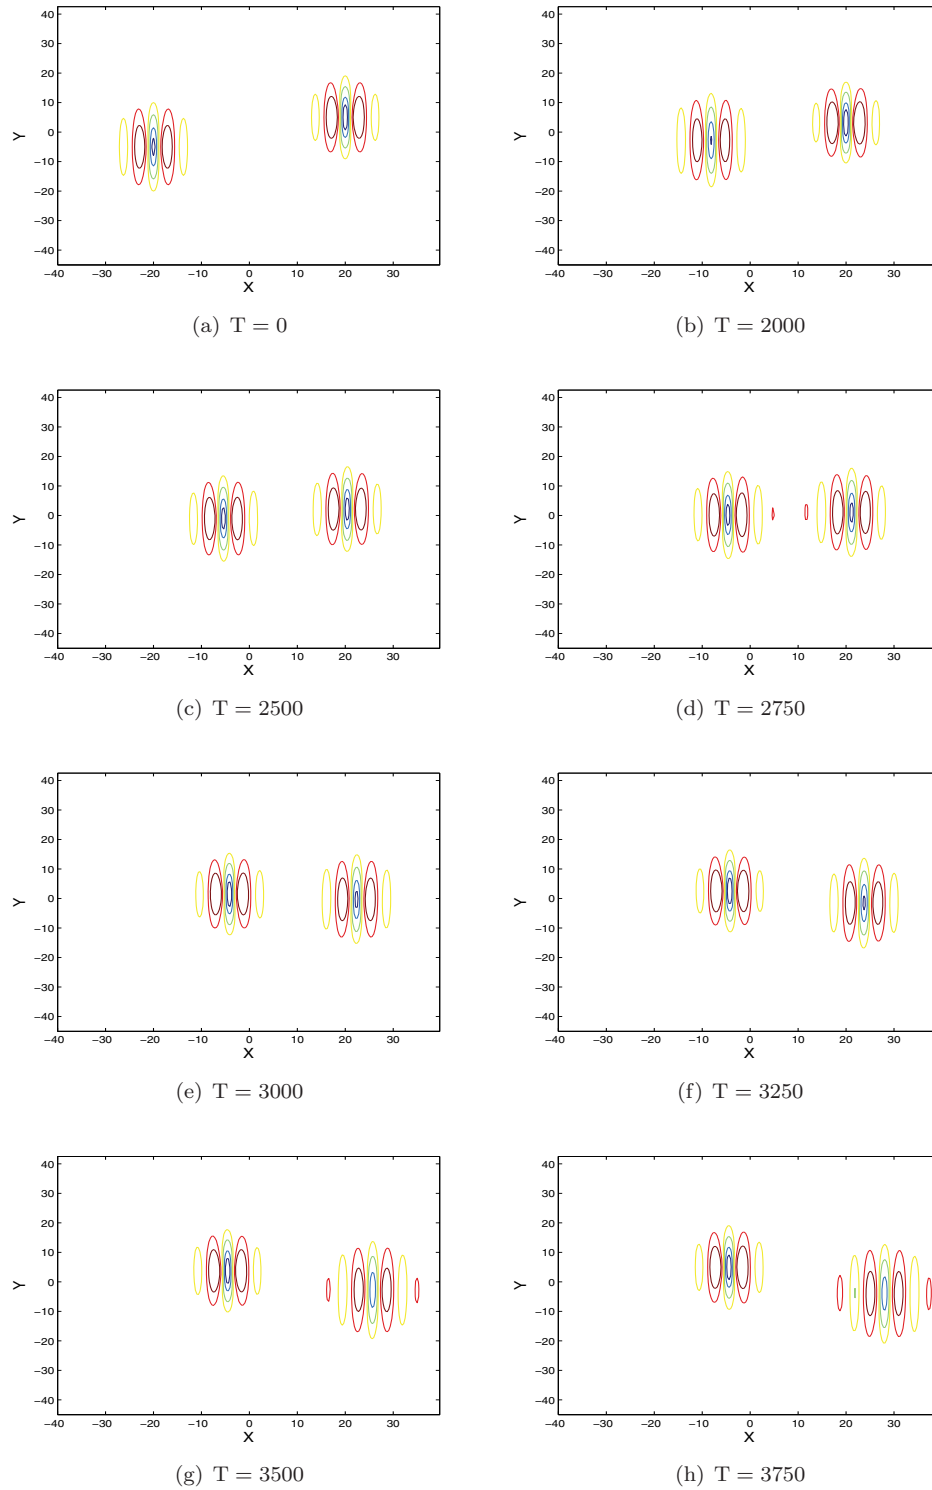 40
30
20
10
0
−10
−20
−30
−40
Y
−40 −30 −20 −10 0 10 20 30
X
(a) T = 0
40
30
20
10
0
−10
−20
−30
−40
Y
−40 −30 −20 −10 0 10 20 30
X
(b) T = 2000
40
30
20
10
0
−10
−20
−30
−40
Y
−40 −30 −20 −10 0 10 20 30
X
(c) T = 2500
40
30
20
10
0
−10
−20
−30
−40
Y
−40 −30 −20 −10 0 10 20 30
X
(d) T = 2750
40
30
20
10
0
−10
−20
−30
−40
Y
−40 −30 −20 −10 0 10 20 30
X
(e) T = 3000
40
30
20
10
0
−10
−20
−30
−40
Y
−40 −30 −20 −10 0 10 20 30
X
(f) T = 3250
40
30
20
10
0
−10
−20
−30
−40
Y
−40 −30 −20 −10 0 10 20 30
X
(g) T = 3500
40
30
20
10
0
−10
−20
−30
−40
Y
−40 −30 −20 −10 0 10 20 30
X
(h) T = 3750